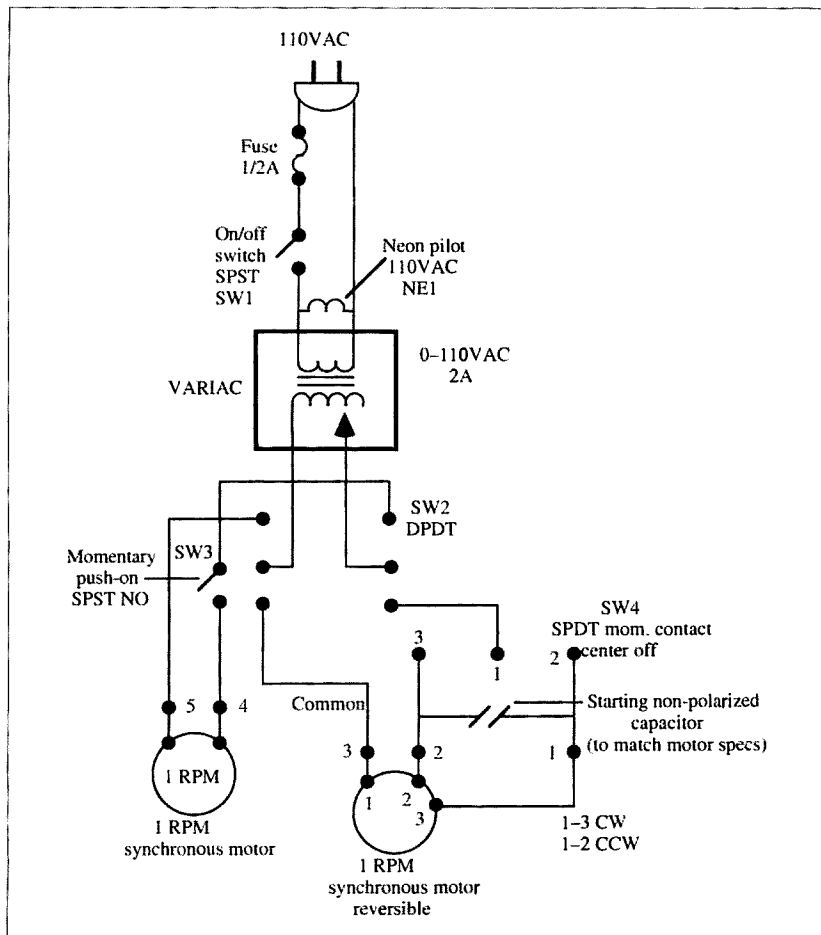 110VAC
Fuse
1/2A
On/off
switch
SPST
SW1
Neon pilot
110VAC
NE1
VARIAC
0–110VAC
2A
SW2
DPDT
SW3
Momentary
push-on
SPST NO
SW4
SPDT mom. contact
center off
3
1
2
Common
Starting non-polarized
capacitor
(to match motor specs)
5
4
3
2
1
1 RPM
1
2
3
1 RPM
synchronous motor
1–3 CW
1–2 CCW
1 RPM
synchronous motor
reversible